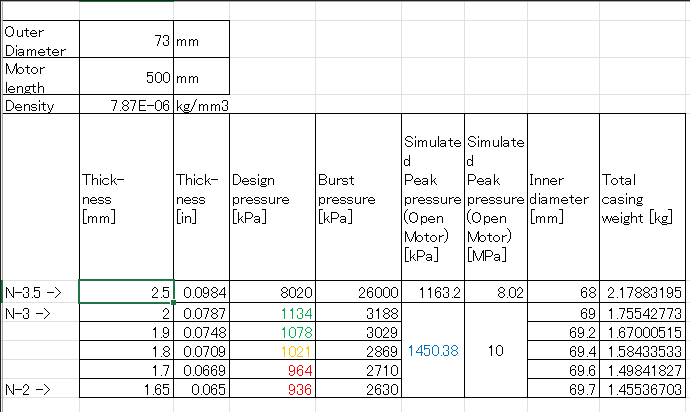 Outer
Diameter 73 mm
Motor
length 500 mm
Density 7.87E-06 kg/mm3
Thick-
ness
[mm]
Thick-
ness
[in]
Design
pressure
[kPa]
Burst
pressure
[kPa]
Simulate
d
Peak
pressure
(Open
Motor)
[kPa]
Simulate
d
Peak
pressure
(Open
Motor)
[MPa]
Inner
diameter
[mm]
Total
casing
weight [kg]
N-3.5 -> 2.5 0.0984 8020 26000 1163.2 8.02 68 2.17883195
N-3 -> 2 0.0787 1134 3188 69 1.75542773
1.9 0.0748 1078 3029 69.2 1.67000515
1.8 0.0709 1021 2869 1450.38 10 69.4 1.58433533
1.7 0.0669 964 2710 69.6 1.49841827
N-2 -> 1.65 0.065 936 2630 69.7 1.45536703